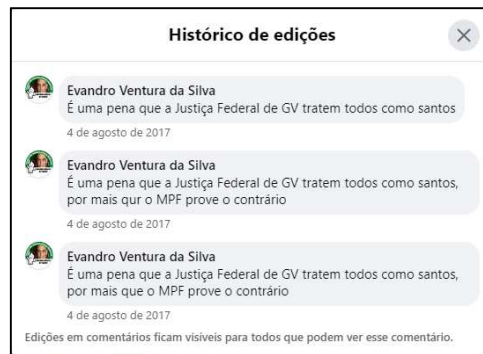 Histórico de edições
Evandro Ventura da Silva
É uma pena que a Justiça Federal de GV tratem todos como santos
4 de agosto de 2017
Evandro Ventura da Silva
É uma pena que a Justiça Federal de GV tratem todos como santos,
por mais qur o MPF prove o contrário
4 de agosto de 2017
Evandro Ventura da Silva
É uma pena que a Justiça Federal de GV tratem todos como santos,
por mais que o MPF prove o contrário
4 de agosto de 2017
Edições em comentários ficam visíveis para todos que podem ver esse comentário.